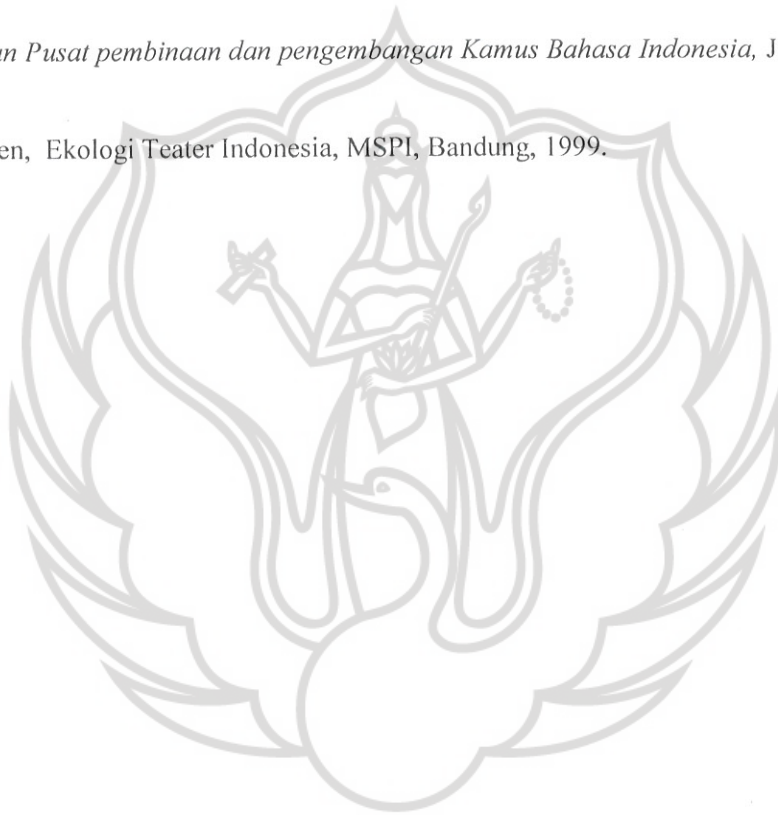 an Pusat pembinaan dan pengembangan Kamus Bahasa Indonesia, J
en, Ekologi Teater Indonesia, MSPI, Bandung, 1999.